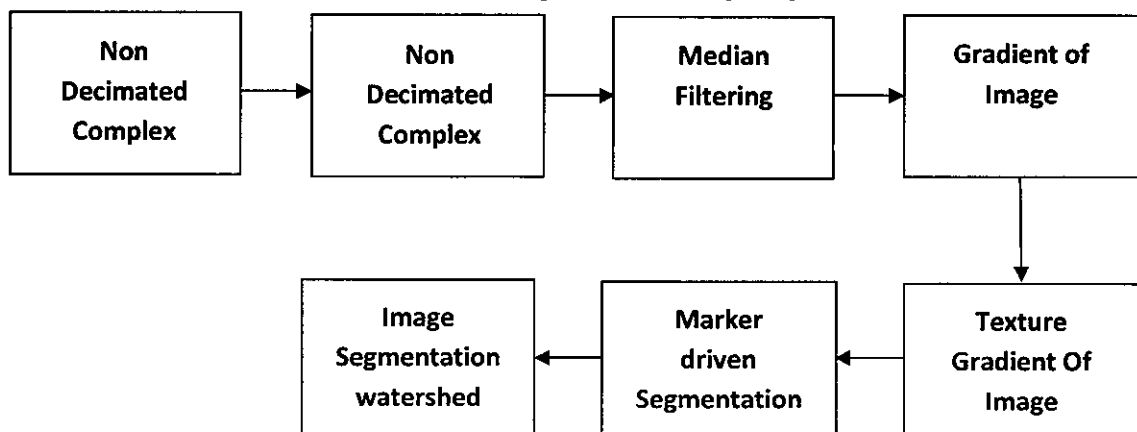 Non
Decimated
Complex
Non
Decimated
Complex
Median
Filtering
Gradient of
Image
Texture
Gradient Of
Image
Marker
driven
Segmentation
Image
Segmentation
watershed